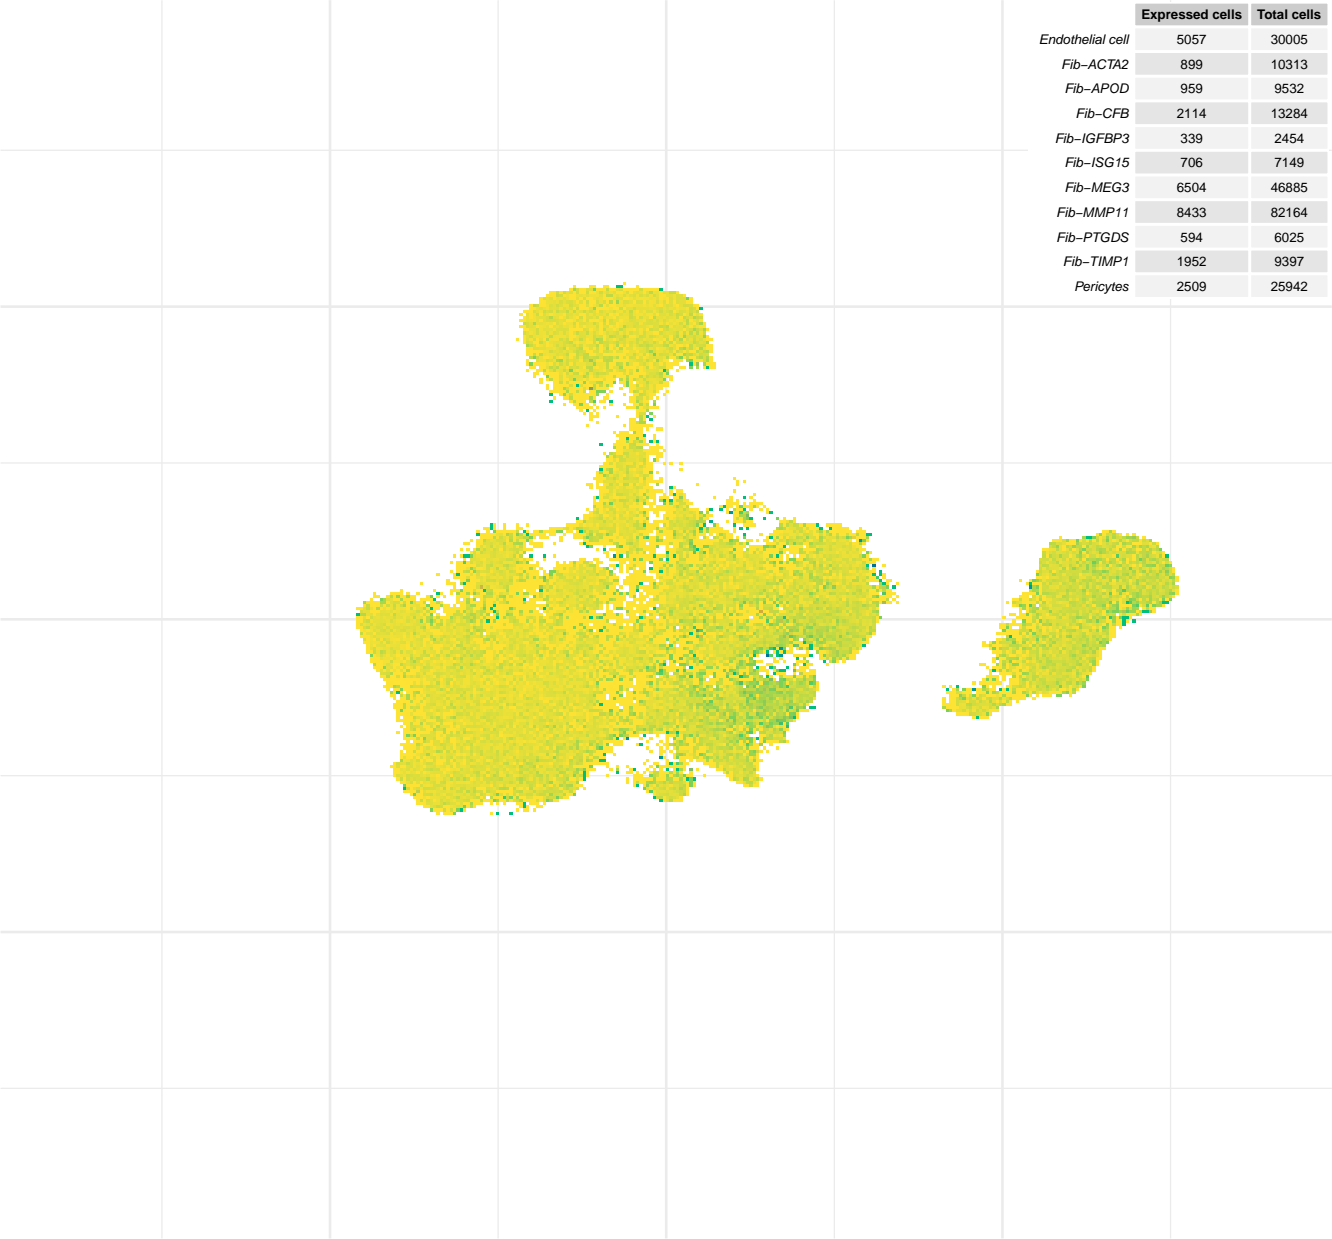 Expressed cells Total cells
Endothelial cell 5057 30005
Fib−ACTA2 899 10313
Fib−APOD 959 9532
Fib−CFB 2114 13284
Fib−IGFBP3 339 2454
Fib−ISG15 706 7149
Fib−MEG3 6504 46885
Fib−MMP11 8433 82164
Fib−PTGDS 594 6025
Fib−TIMP1 1952 9397
Pericytes 2509 25942